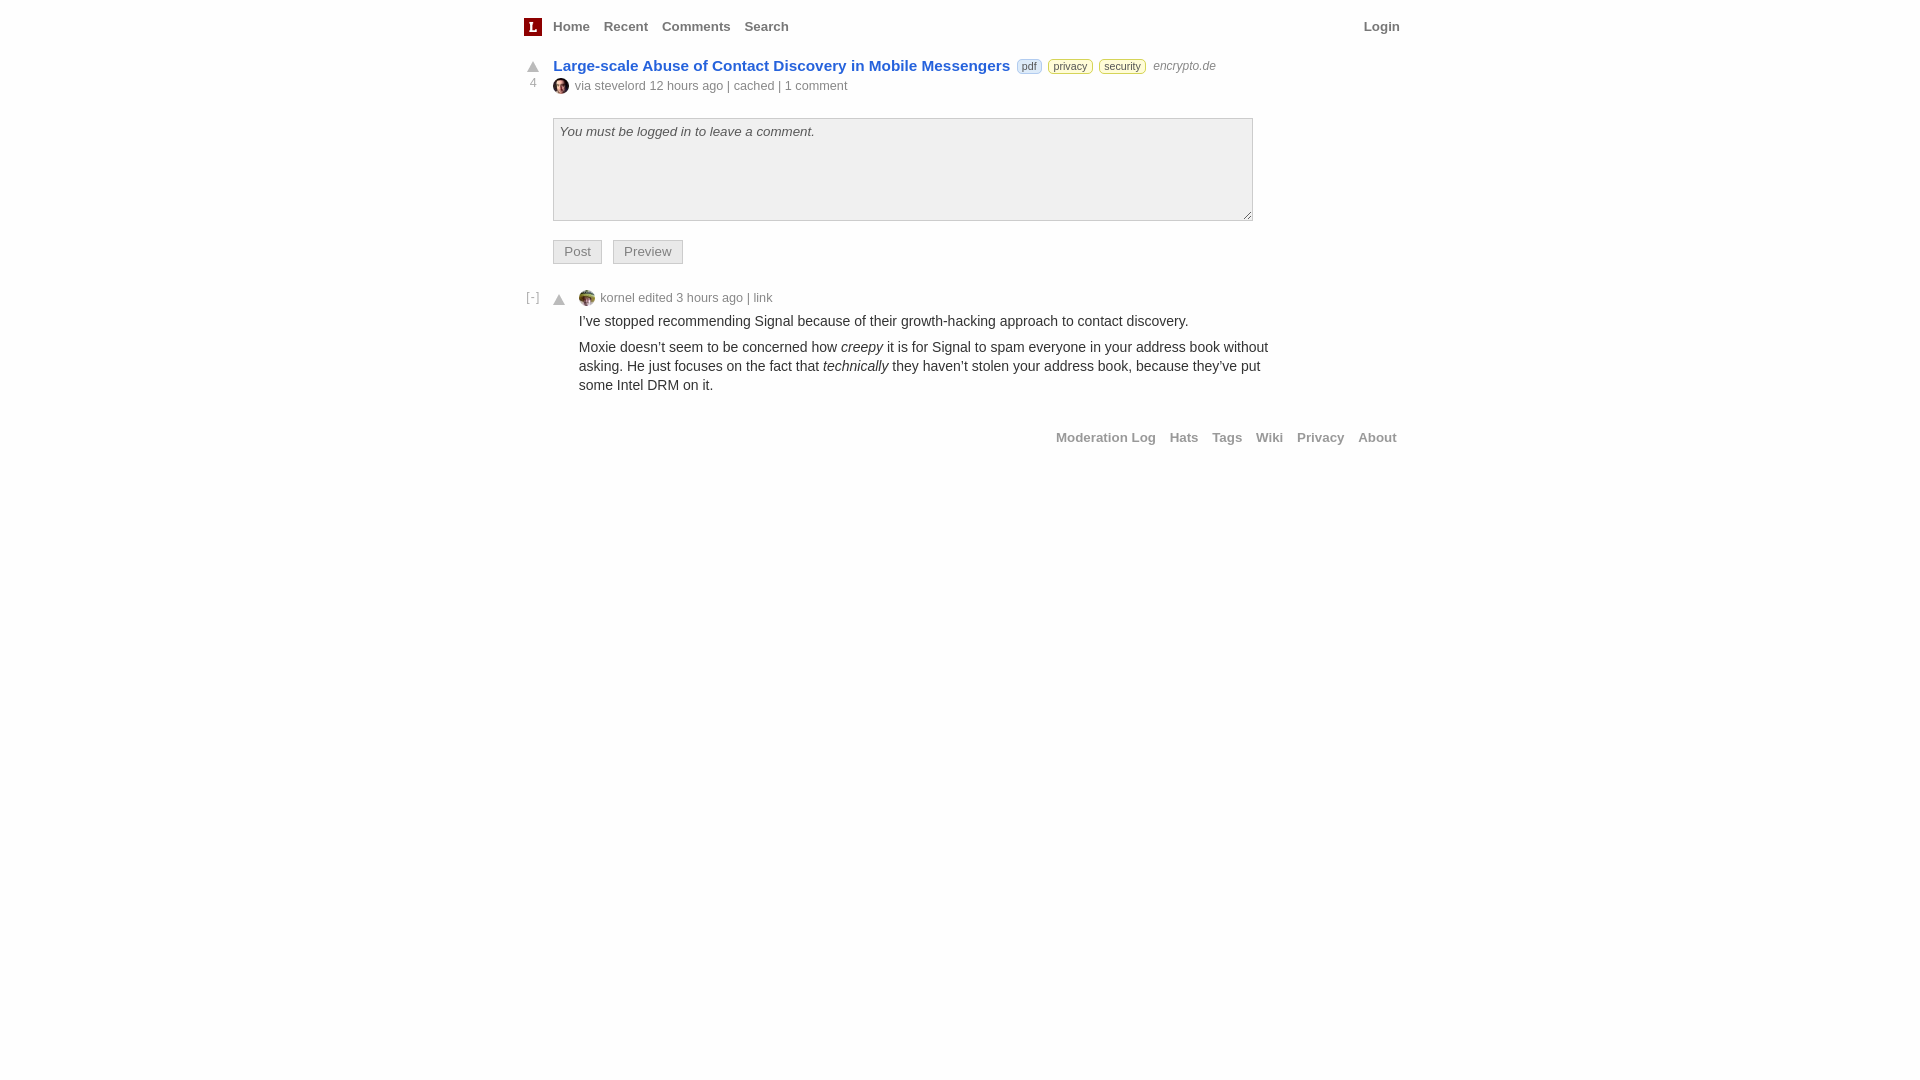 L Home Recent Comments Search Login
Large-scale Abuse of Contact Discovery in Mobile Messengers pdf privacy security encrypto.de
4 via stevelord 12 hours ago | cached | 1 comment
You must be logged in to leave a comment.
Post Preview
[-] kornel edited 3 hours ago | link
I’ve stopped recommending Signal because of their growth-hacking approach to contact discovery.
Moxie doesn’t seem to be concerned how creepy it is for Signal to spam everyone in your address book without
asking. He just focuses on the fact that technically they haven’t stolen your address book, because they’ve put
some Intel DRM on it.
Moderation Log Hats Tags Wiki Privacy About